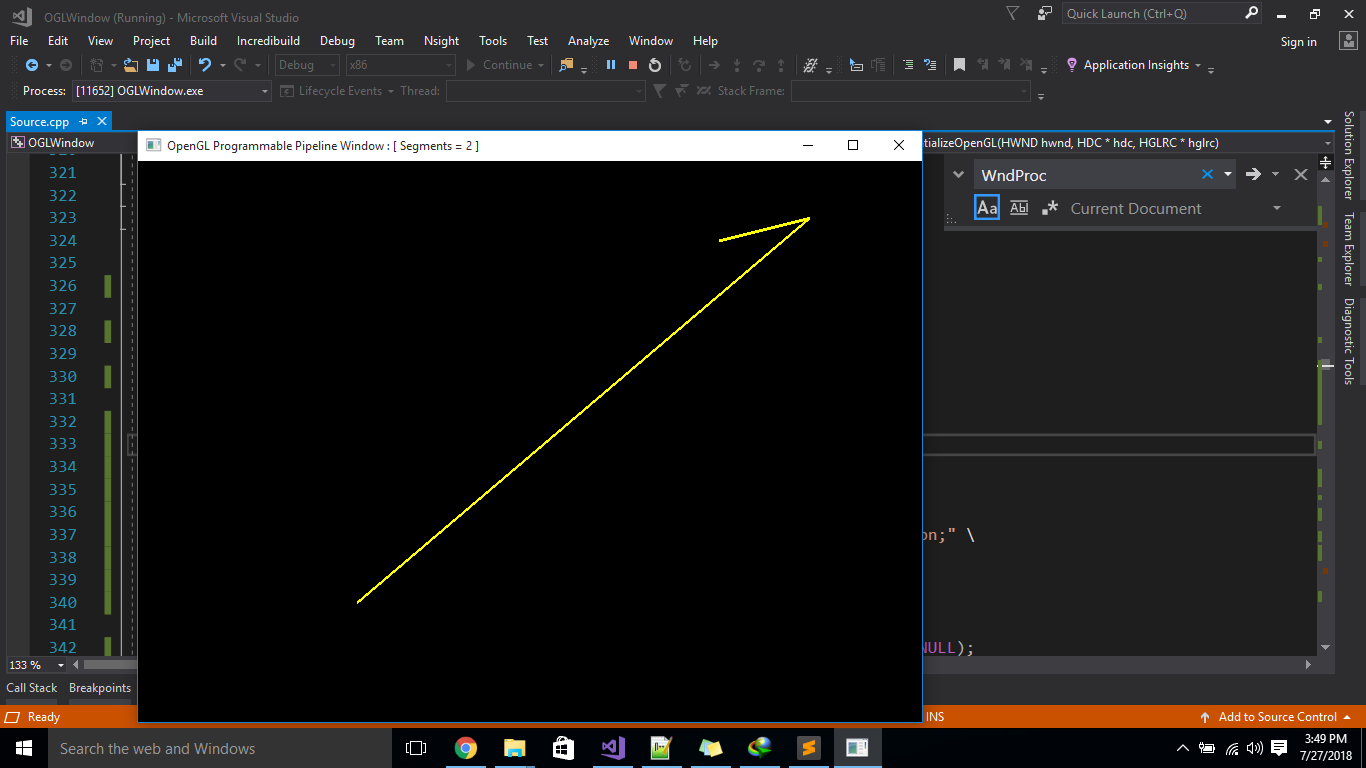 OGLWindow (Running) - Microsoft Visual Studio
Quick Launch (Ctrl+Q)
File Edit View Project Build Incredibuild Debug Team Nsight Tools Test Analyze Window Help
Sign in
Debug x86 Continue Application Insights
Process: [11652] OGLWindow.exe Lifecycle Events Thread: Stack Frame:
Source.cpp
OGLWindow
tializeOpenGL(HWND hwnd, HDC * hdc, HGLRC * hglrc)
OpenGL Programmable Pipeline Window : [ Segments = 2 ]
WndProc
Aa Abl Current Document
321
322
323
324
325
326
327
328
329
330
331
332
333
334
335
336
337
on;" \
338
339
340
341
342
NULL);
Solution Explorer
Team Explorer
Diagnostic Tools
133 %
Call Stack Breakpoints
Ready
INS
Add to Source Control
Search the web and Windows
3:49 PM
7/27/2018